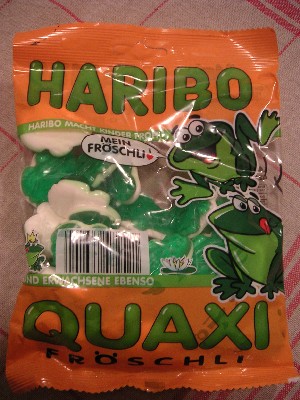 HARIBO
HARIBO MACHT KINDER FROH
MEIN
FRÖSCHLI!
UND ERWACHSENE EBENSO
QUAXI
FRÖSCHLI